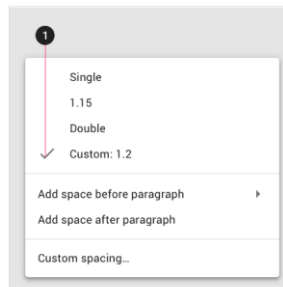 1
Single
1.15
Double
Custom: 1.2
Add space before paragraph
Add space after paragraph
Custom spacing...